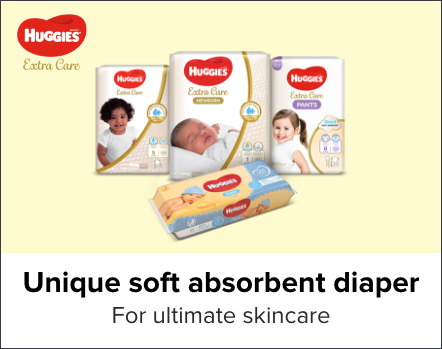 HUGGIES
Extra Care
HUGGIES
Extra Care
HUGGIES
Extra Care
NEWBORN
HUGGIES
Extra Care
PANTS
HUGGIES
HUGGIES
Unique soft absorbent diaper
For ultimate skincare